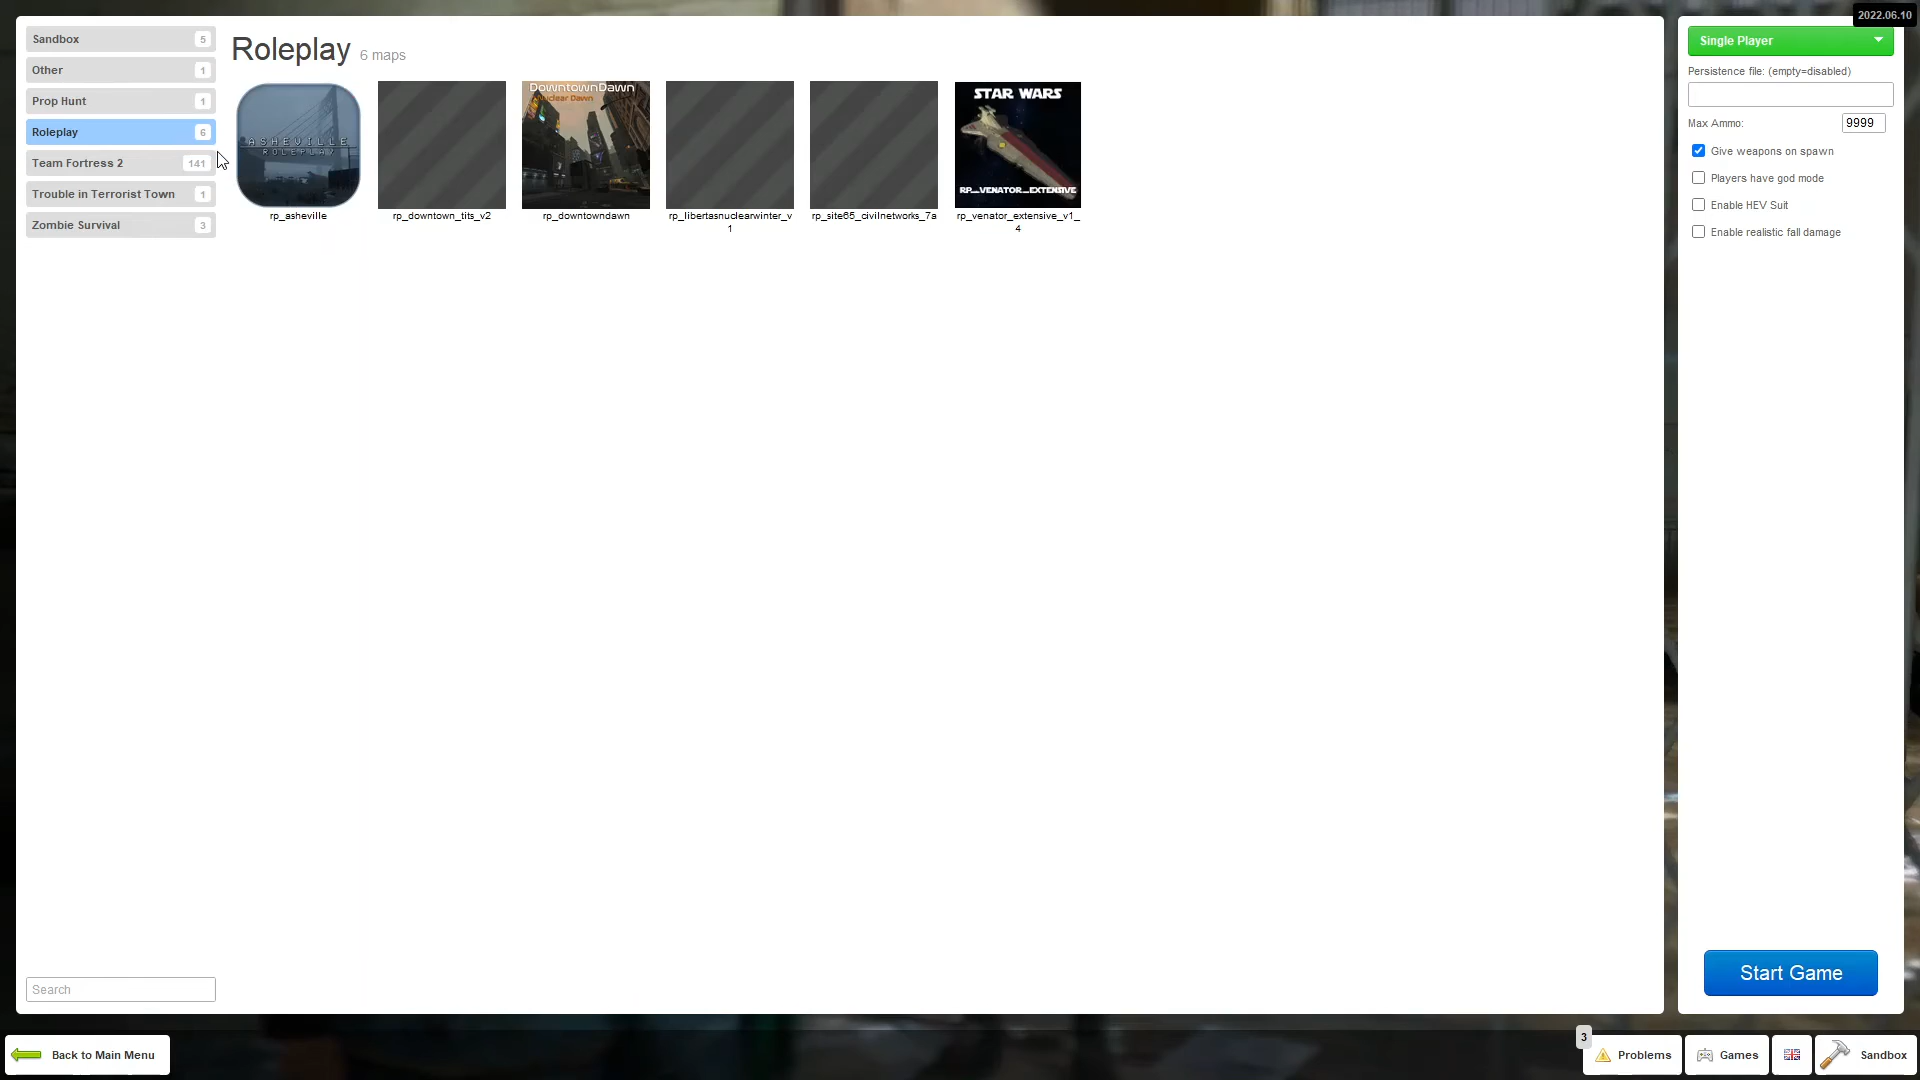 2022.06.10
Sandbox 5
Other 1
Prop Hunt 1
Roleplay 6
Team Fortress 2 141
Trouble in Terrorist Town 1
Zombie Survival 3
Search
Roleplay 6 maps
ASHEVILLE
ROLEPLAY
rp_asheville
rp_downtown_tits_v2
DowntownDawn
Nuclear Dawn
rp_downtowndawn
rp_libertasnuclearwinter_v
1
rp_site65_civilnetworks_7a
STAR WARS
RP_VENATOR_EXTENSIVE
rp_venator_extensive_v1_
4
Single Player
Persistence file: (empty=disabled)
Max Ammo: 9999
Give weapons on spawn
Players have god mode
Enable HEV Suit
Enable realistic fall damage
Start Game
Back to Main Menu
3
Problems
Games
Sandbox